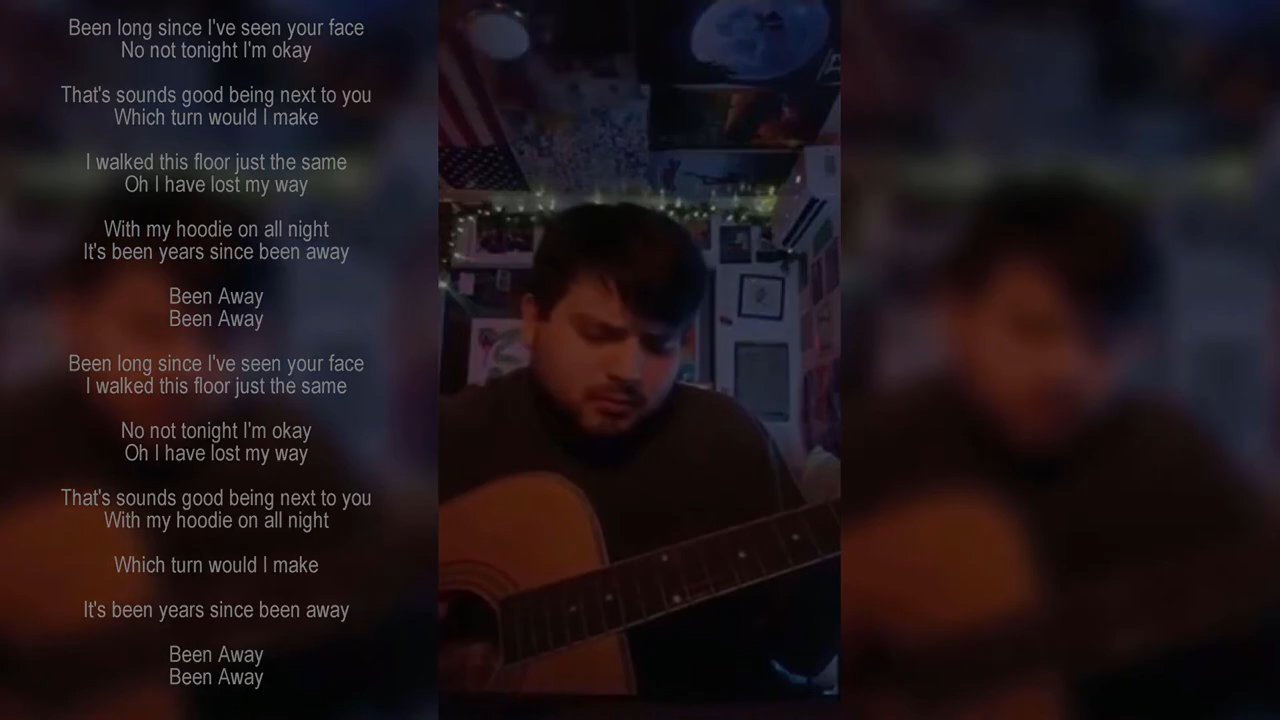 Been long since I've seen your face
No not tonight I'm okay
That's sounds good being next to you
Which turn would I make
I walked this floor just the same
Oh I have lost my way
With my hoodie on all night
It's been years since been away
Been Away
Been Away
Been long since I've seen your face
I walked this floor just the same
No not tonight I'm okay
Oh I have lost my way
That's sounds good being next to you
With my hoodie on all night
Which turn would I make
It's been years since been away
Been Away
Been Away